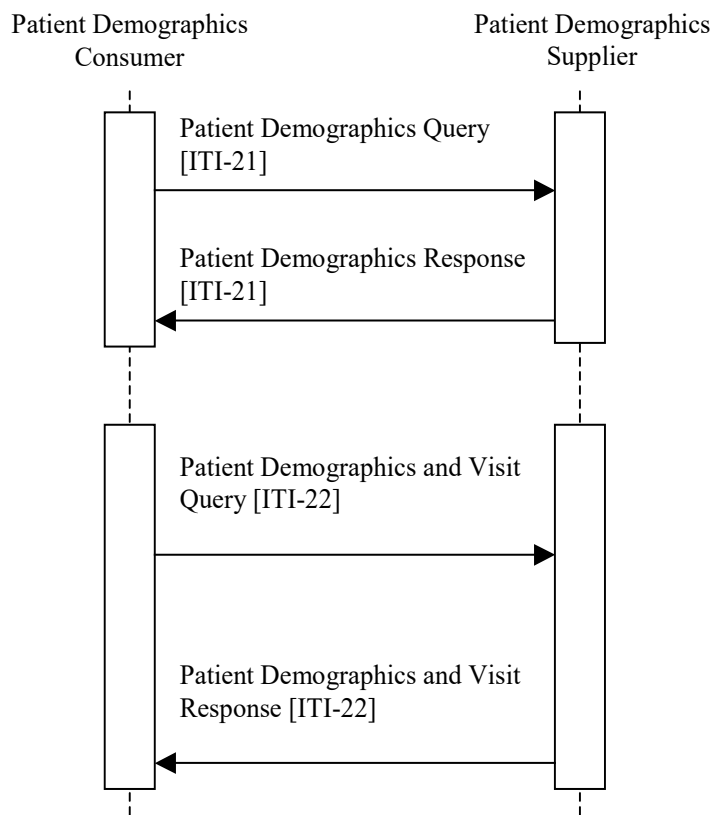 Patient Demographics
Consumer
Patient Demographics
Supplier
Patient Demographics Query
[ITI-21]
Patient Demographics Response
[ITI-21]
Patient Demographics and Visit
Query [ITI-22]
Patient Demographics and Visit
Response [ITI-22]